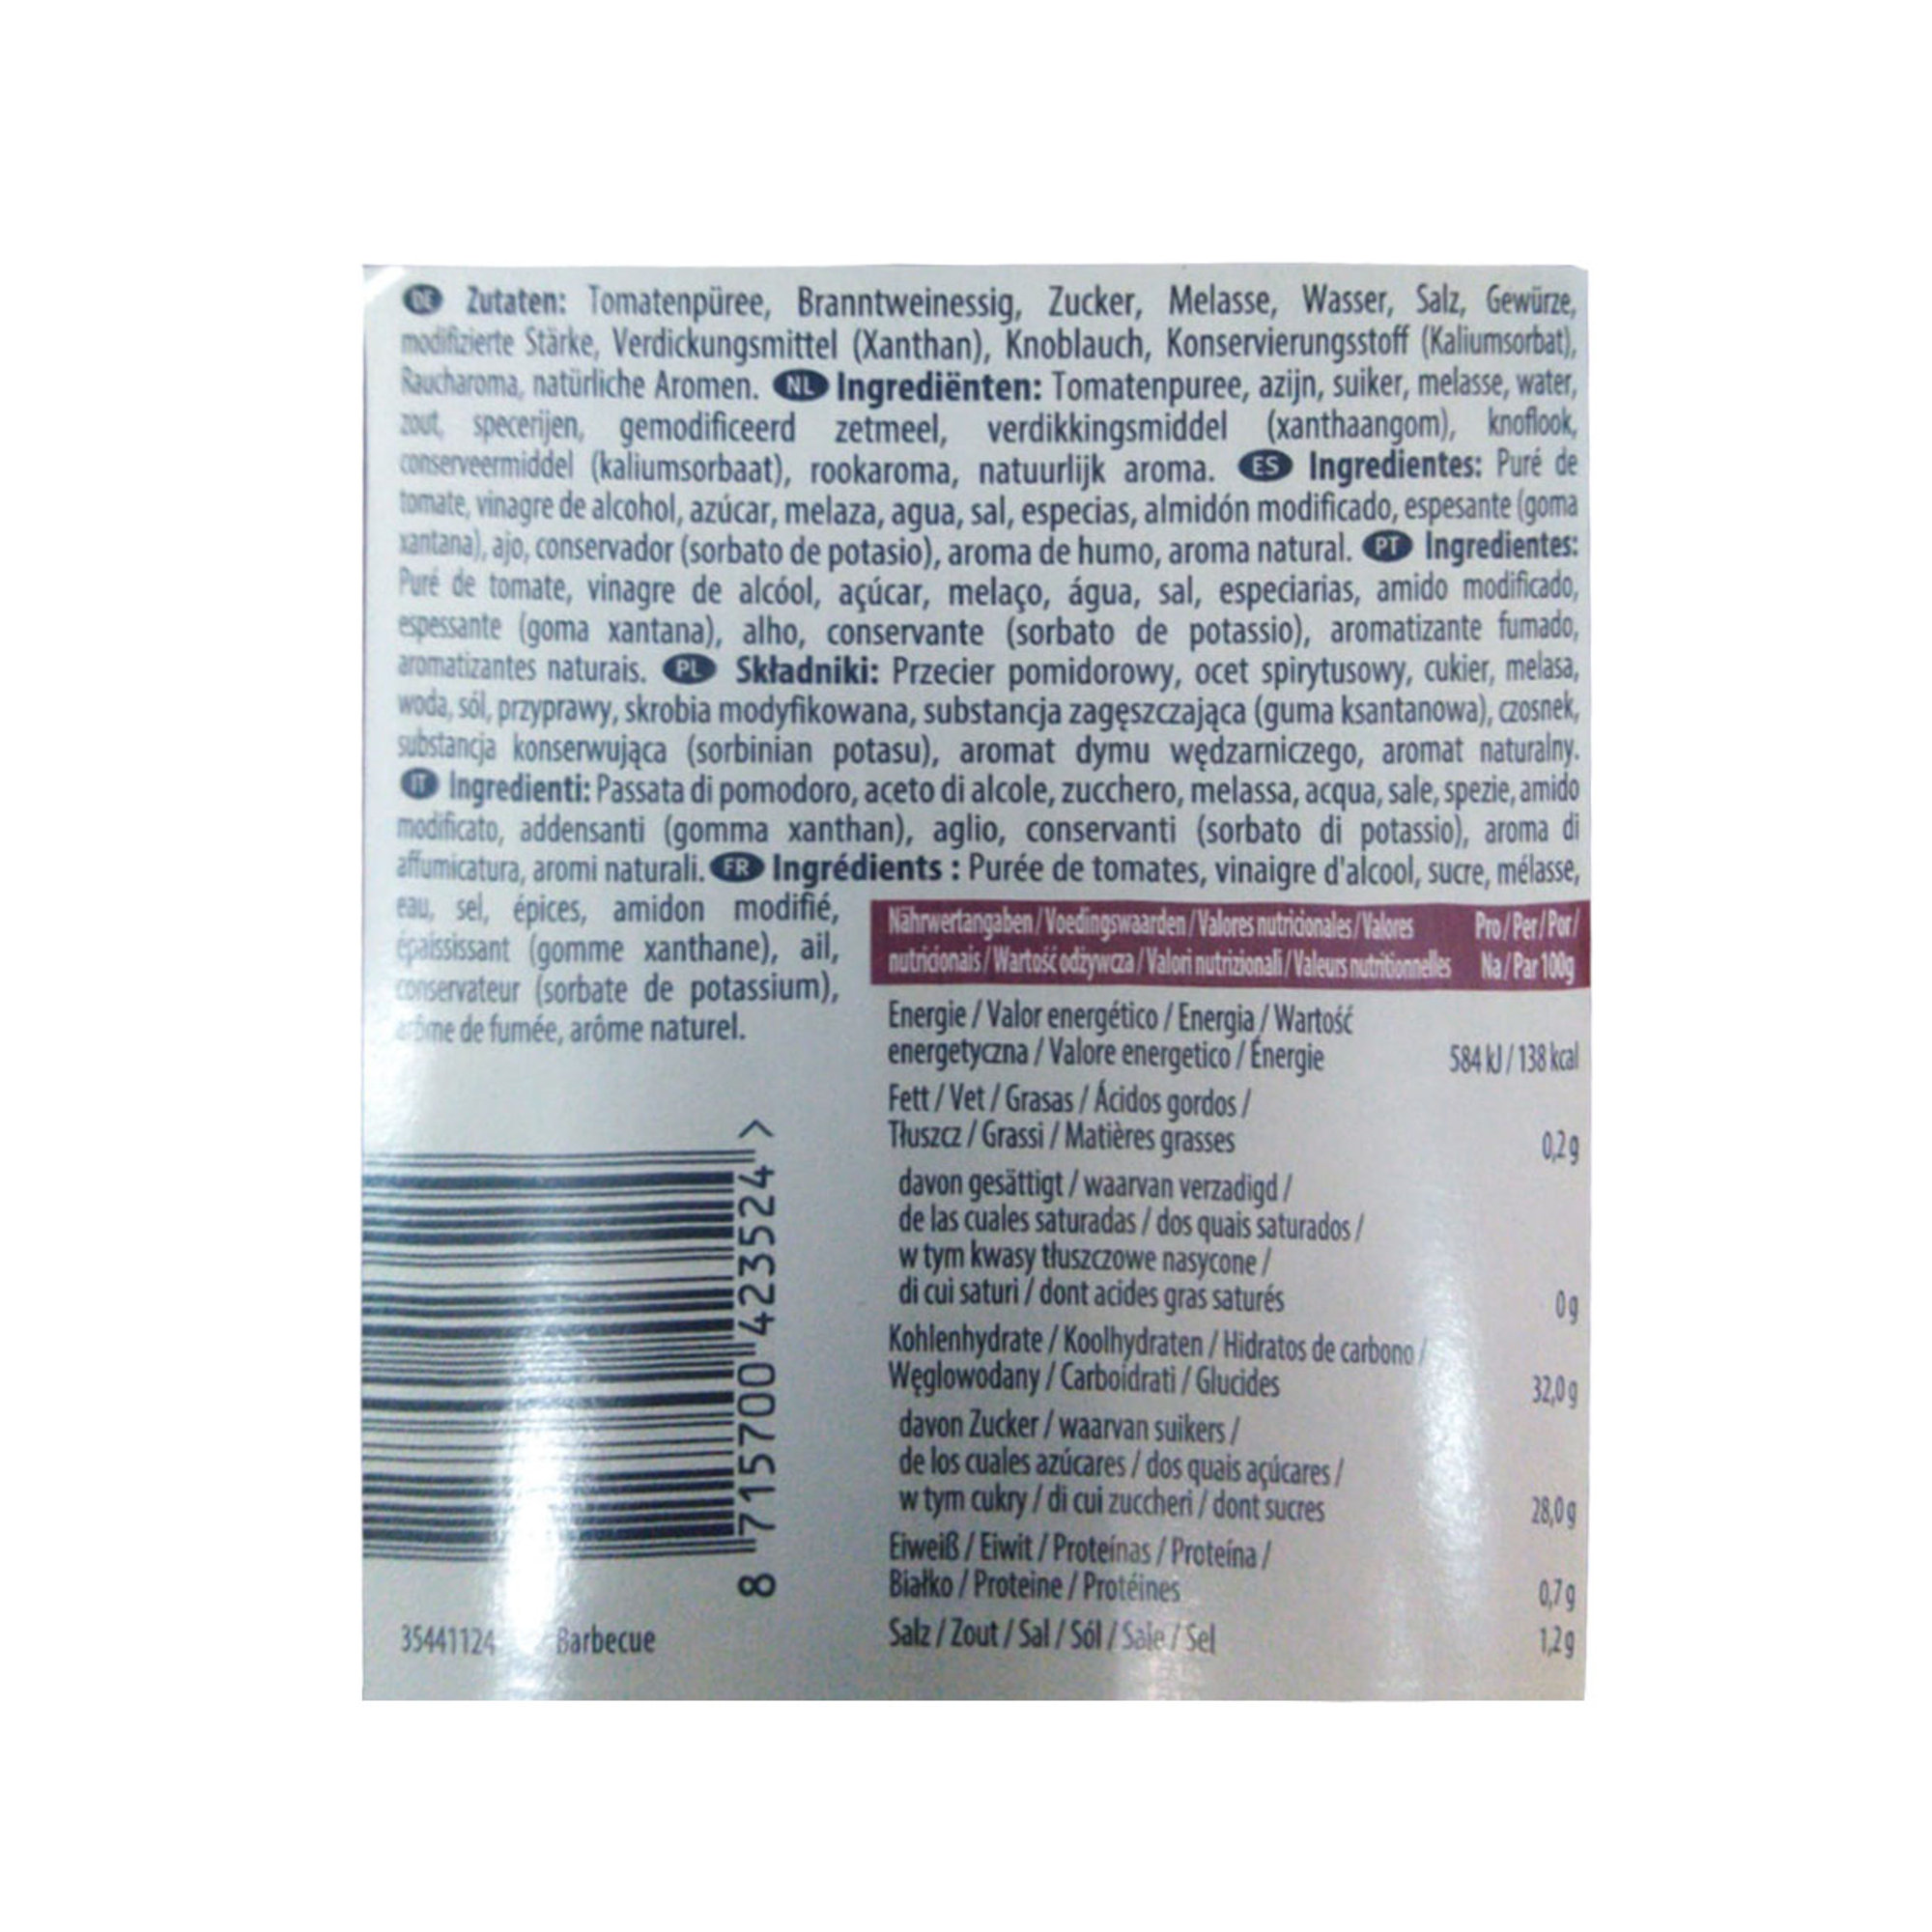 DE Zutaten: Tomatenpüree, Branntweinessig, Zucker, Melasse, Wasser, Salz, Gewürze,
modifizierte Stärke, Verdickungsmittel (Xanthan), Knoblauch, Konservierungsstoff (Kaliumsorbat),
Raucharoma, natürliche Aromen. NL Ingrediënten: Tomatenpuree, azijn, suiker, melasse, water,
zout, specerijen, gemodificeerd zetmeel, verdikkingsmiddel (xanthaangom), knoflook,
conserveermiddel (kaliumsorbaat), rookaroma, natuurlijk aroma. ES Ingredientes: Puré de
tomate, vinagre de alcohol, azúcar, melaza, agua, sal, especias, almidón modificado, espesante (goma
xantana), ajo, conservador (sorbato de potasio), aroma de humo, aroma natural. PT Ingredientes:
Puré de tomate, vinagre de alcóol, açúcar, melaço, água, sal, especiarias, amido modificado,
espessante (goma xantana), alho, conservante (sorbato de potassio), aromatizante fumado,
aromatizantes naturais. PL Składniki: Przecier pomidorowy, ocet spirytusowy, cukier, melasa,
woda, sól, przyprawy, skrobia modyfikowana, substancja zagęszczająca (guma ksantanowa), czosnek,
substancja konserwująca (sorbinian potasu), aromat dymu wędzarniczego, aromat naturalny.
IT Ingredienti: Passata di pomodoro, aceto di alcole, zucchero, melassa, acqua, sale, spezie, amido
modificato, addensanti (gomma xanthan), aglio, conservanti (sorbato di potassio), aroma di
affumicatura, aromi naturali. FR Ingrédients : Purée de tomates, vinaigre d'alcool, sucre, mélasse,
eau, sel, épices, amidon modifié,
épaississant (gomme xanthane), ail,
conservateur (sorbate de potassium),
arôme de fumée, arôme naturel.
Nährwertangaben / Voedingswaarden / Valores nutricionales / Valores Pro / Per / Por /
nutricionais / Wartość odżywcza / Valori nutrizionali / Valeurs nutritionnelles Na / Par 100g
Energie / Valor energético / Energia / Wartość
energetyczna / Valore energetico / Énergie 584 kJ / 138 kcal
Fett / Vet / Grasas / Ácidos gordos /
Tłuszcz / Grassi / Matières grasses 0,2 g
davon gesättigt / waarvan verzadigd /
de las cuales saturadas / dos quais saturados /
w tym kwasy tłuszczowe nasycone /
di cui saturi / dont acides gras saturés 0 g
Kohlenhydrate / Koolhydraten / Hidratos de carbono /
Węglowodany / Carboidrati / Glucides 32,0 g
davon Zucker / waarvan suikers /
de los cuales azúcares / dos quais açúcares /
w tym cukry / di cui zuccheri / dont sucres 28,0 g
Eiweiß / Eiwit / Proteínas / Proteína /
Białko / Proteine / Protéines 0,7 g
Salz / Zout / Sal / Sól / Sale / Sel 1,2 g
8 715700 423524 >
35441124 Barbecue